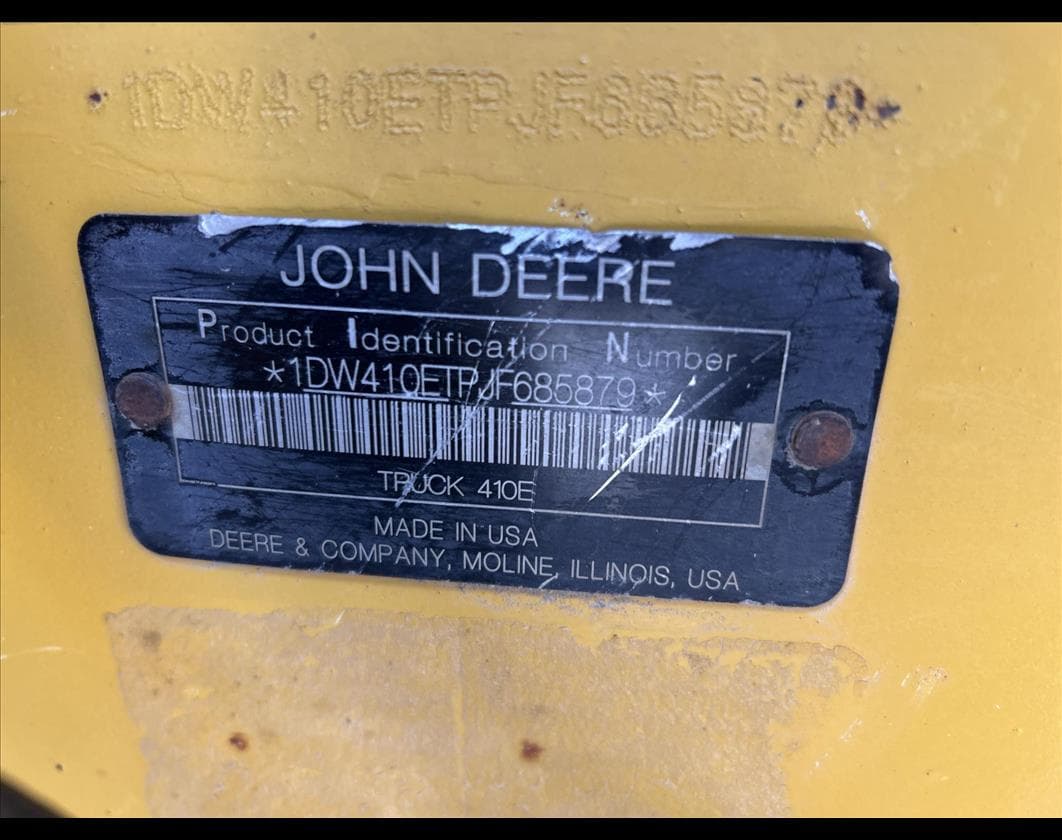 *1DW410ETPJF685879*
JOHN DEERE
Product Identification Number
*1DW410ETPJF685879*
TRUCK 410E
MADE IN USA
DEERE & COMPANY, MOLINE, ILLINOIS, USA